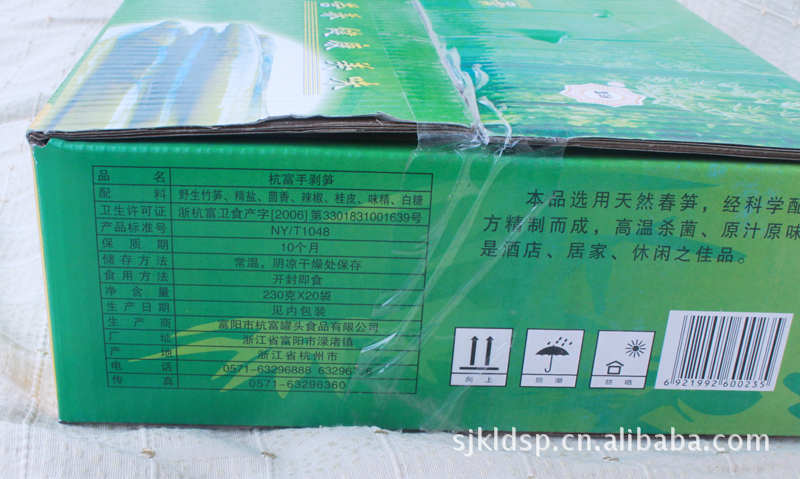 品 名 杭富手剥笋
配 料 野生竹笋、精盐、茴香、辣椒、桂皮、味精、白糖
卫生许可证 浙杭富卫食产字[2006]第3301831001639号
产品标准号 NY/T1048
保 质 期 10个月
储存方法 常温，阴凉干燥处保存
食用方法 开封即食
净 含 量 230克X20袋
生产日期 见内包装
生 产 商 富阳市杭富罐头食品有限公司
厂 址 浙江省富阳市渌渚镇
产 地 浙江省杭州市
电 话 0571-63296888
传 真 0571-63296360
本品选用天然春笋，经科学配
方精制而成，高温杀菌、原汁原味
是酒店、居家、休闲之佳品。
向上
防潮
防晒
6 921992 600235
sjkldsp.cn.alibaba.com